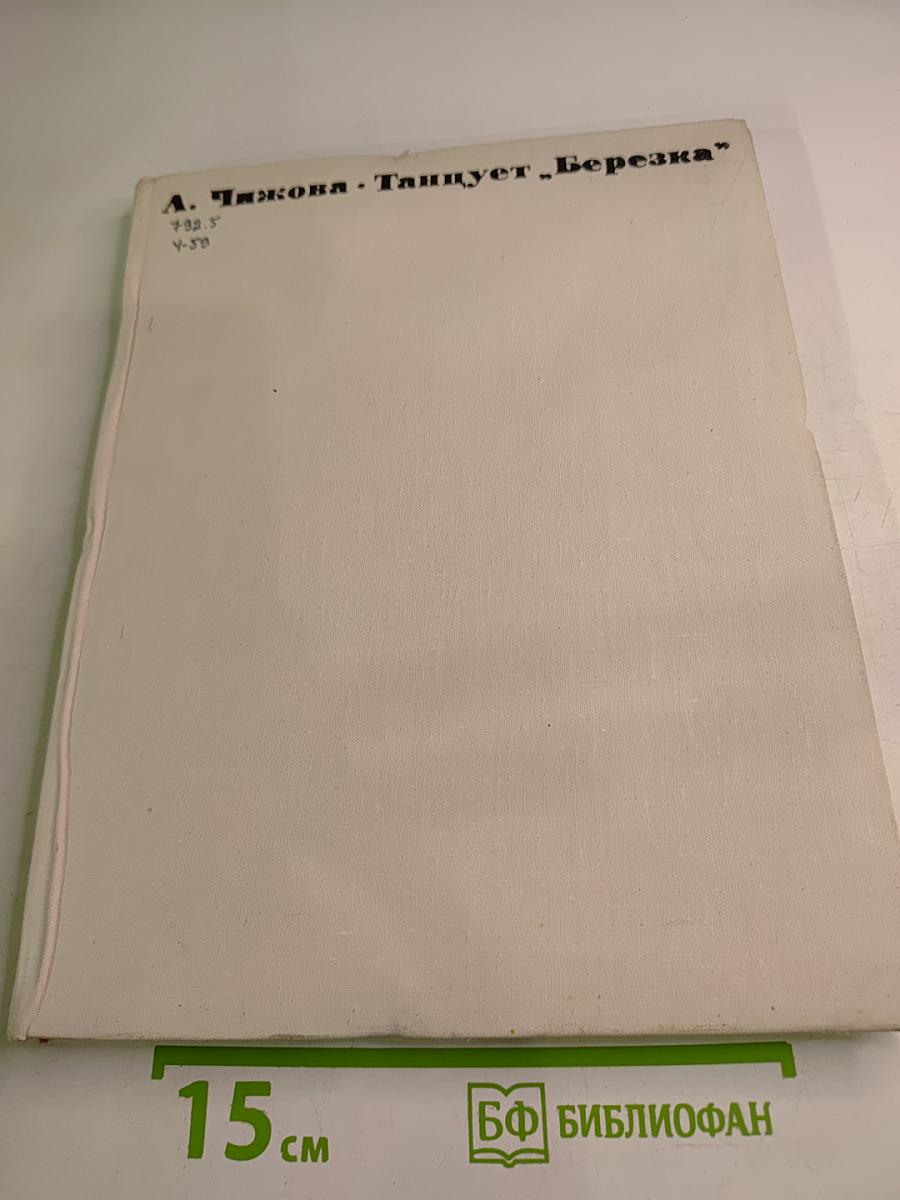 А. Чижова · Танцует „Березка”
792.5
Ч-59
15 см
БФ БИБЛИОФАН